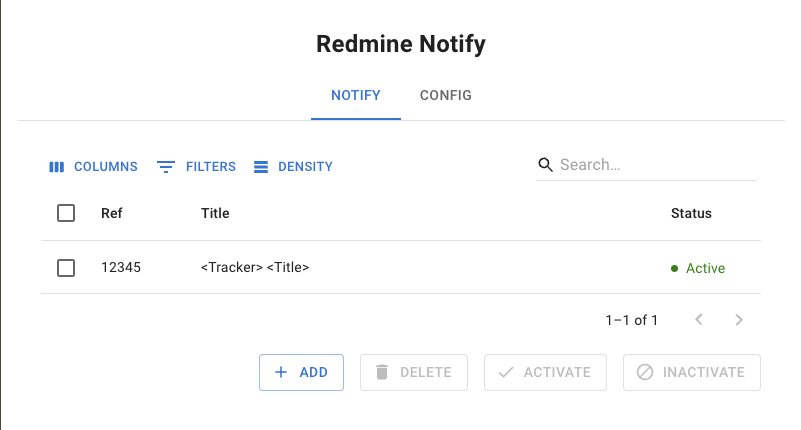 Redmine Notify
NOTIFY CONFIG
COLUMNS FILTERS DENSITY Search...
Ref Title Status
12345 <Tracker> <Title> Active
1–1 of 1
ADD DELETE ACTIVATE INACTIVATE